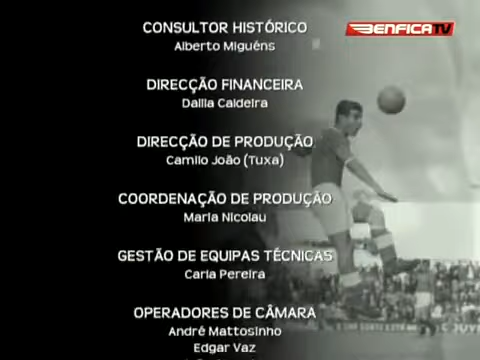 CONSULTOR HISTÓRICO
BENFICA TV
Alberto Miguéns
DIRECÇÃO FINANCEIRA
Dalila Caldeira
DIRECÇÃO DE PRODUÇÃO
Camilo João (Tuxa)
COORDENAÇÃO DE PRODUÇÃO
Maria Nicolau
GESTÃO DE EQUIPAS TÉCNICAS
Carla Pereira
OPERADORES DE CÂMARA
André Mattosinho
Edgar Vaz